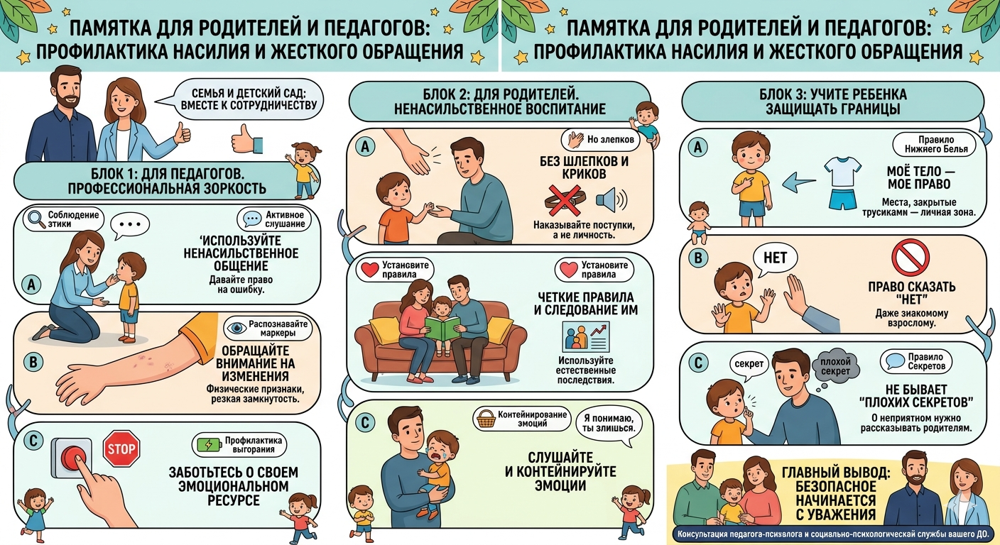 ПАМЯТКА ДЛЯ РОДИТЕЛЕЙ И ПЕДАГОГОВ:
ПРОФИЛАКТИКА НАСИЛИЯ И ЖЕСТКОГО ОБРАЩЕНИЯ
ПАМЯТКА ДЛЯ РОДИТЕЛЕЙ И ПЕДАГОГОВ:
ПРОФИЛАКТИКА НАСИЛИЯ И ЖЕСТКОГО ОБРАЩЕНИЯ
СЕМЬЯ И ДЕТСКИЙ САД:
ВМЕСТЕ К СОТРУДНИЧЕСТВУ
БЛОК 1: ДЛЯ ПЕДАГОГОВ.
ПРОФЕССИОНАЛЬНАЯ ЗОРКОСТЬ
A
Соблюдение
этики
Активное
слушание
'ИСПОЛЬЗУЙТЕ
НЕНАСИЛЬСТВЕННОЕ
ОБЩЕНИЕ
Давайте право
на ошибку.
B
Распознавайте
маркеры
ОБРАЩАЙТЕ
ВНИМАНИЕ НА
ИЗМЕНЕНИЯ
Физические признаки,
резкая замкнутость.
C
STOP
Профилактика
выгорания
ЗАБОТЬТЕСЬ О СВОЕМ
ЭМОЦИОНАЛЬНОМ
РЕСУРСЕ
БЛОК 2: ДЛЯ РОДИТЕЛЕЙ.
НЕНАСИЛЬСТВЕННОЕ ВОСПИТАНИЕ
A
Но злепков
БЕЗ ШЛЕПКОВ И
КРИКОВ
Наказывайте поступки,
а не личность.
Установите
правила
Установите
правила
ЧЕТКИЕ ПРАВИЛА
И СЛЕДОВАНИЕ ИМ
Используйте
естественные
последствия.
C
Контейнирование
эмоций
Я понимаю,
ты злишься.
СЛУШАЙТЕ
И КОНТЕЙНИРУЙТЕ
ЭМОЦИИ
БЛОК 3: УЧИТЕ РЕБЕНКА
ЗАЩИЩАТЬ ГРАНИЦЫ
A
Правило
Нижнего Белья
МОЁ ТЕЛО —
МОЕ ПРАВО
Места, закрытые
трусиками — личная зона.
B
НЕТ
ПРАВО СКАЗАТЬ
"НЕТ"
Даже знакомому
взрослому.
C
секрет
плохой
секрет
Правило
Секретов
НЕ БЫВАЕТ
"ПЛОХИХ СЕКРЕТОВ"
О неприятном нужно
рассказывать родителям.
ГЛАВНЫЙ ВЫВОД:
БЕЗОПАСНОЕ
НАЧИНАЕТСЯ
С УВАЖЕНИЯ
Консультация педагога-психолога и социально-психологической службы вашего ДО.